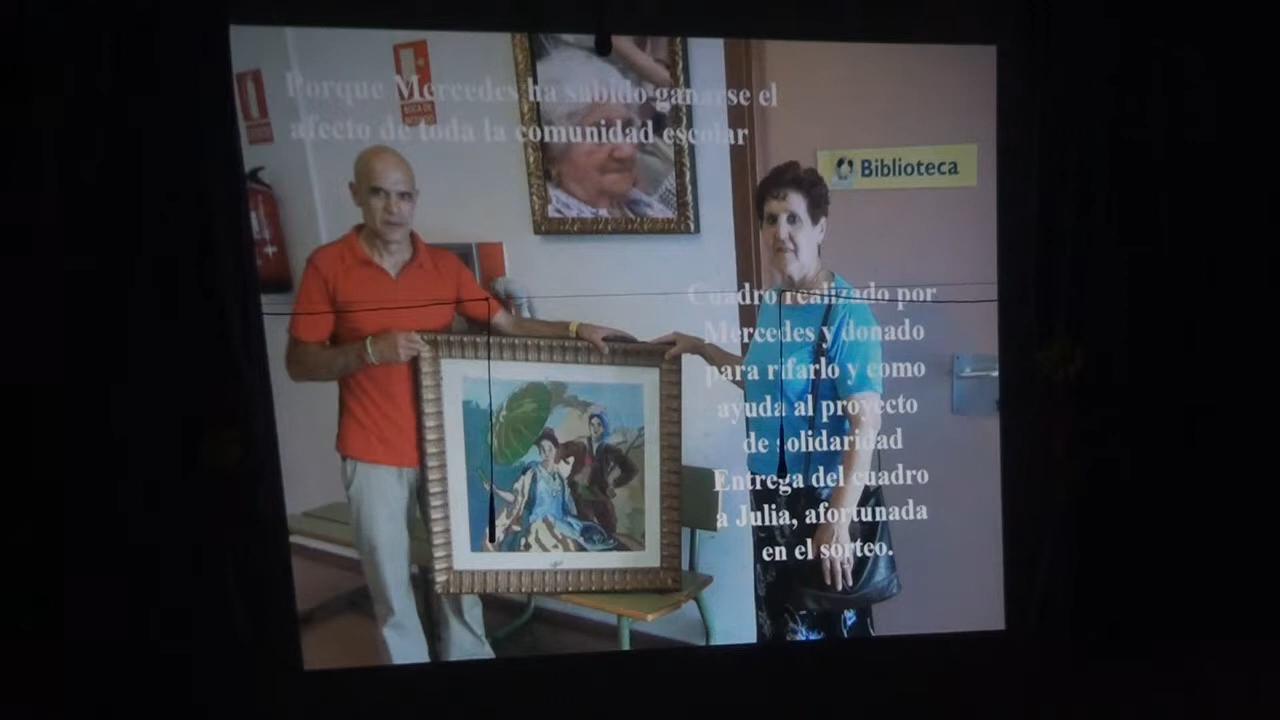 Porque Mercedes ha sabido ganarse el
afecto de toda la comunidad escolar
Biblioteca
Cuadro realizado por
Mercedes y donado
para rifarlo y como
ayuda al proyecto
de solidaridad
Entrega del cuadro
a Julia, afortunada
en el sorteo.